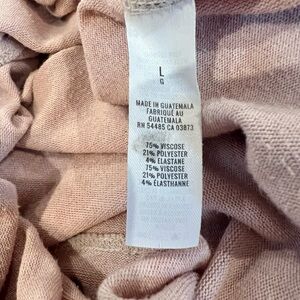 L
G
MADE IN GUATEMALA
FABRIQUÉ AU
GUATEMALA
RN 54485 CA 03873
75% VISCOSE
21% POLYESTER
4% ELASTANE
75% VISCOSE
21% POLYESTER
4% ÉLASTHANNE